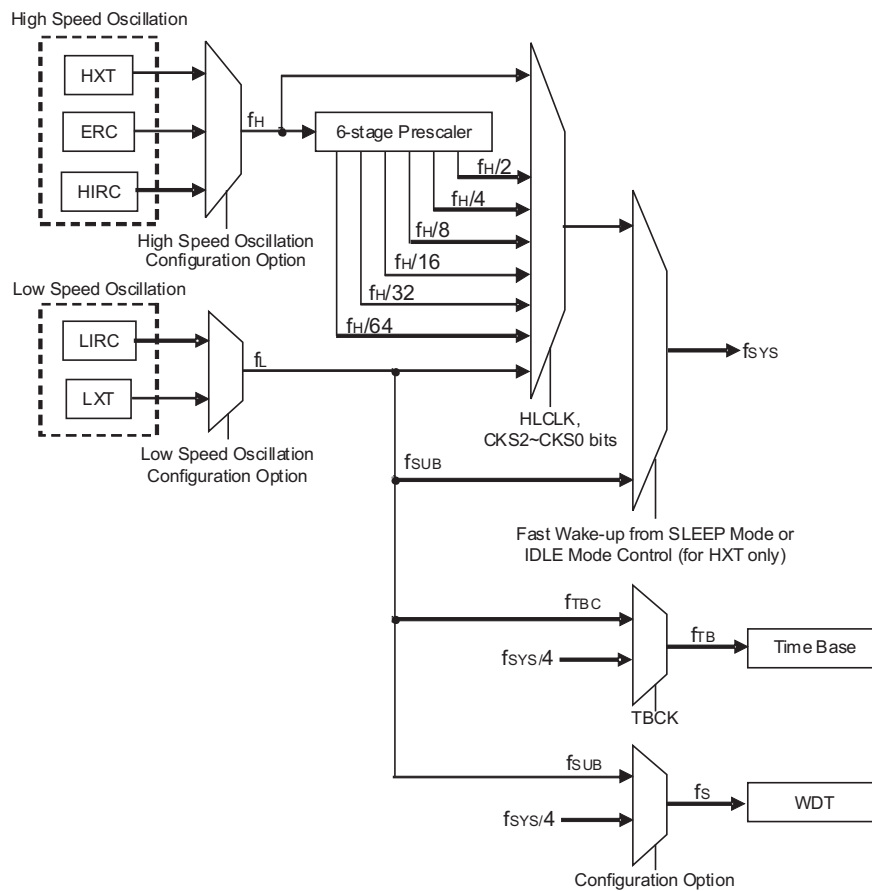 High Speed Oscillation
HXT
ERC
HIRC
fH
6-stage Prescaler
fH/2
fH/4
fH/8
fH/16
fH/32
fH/64
High Speed Oscillation
Configuration Option
Low Speed Oscillation
LIRC
LXT
fL
Low Speed Oscillation
Configuration Option
HLCLK,
CKS2~CKS0 bits
fSYS
fSUB
Fast Wake-up from SLEEP Mode or
IDLE Mode Control (for HXT only)
fTBC
fSYS/4
fTB
Time Base
TBCK
fSUB
fSYS/4
fS
WDT
Configuration Option